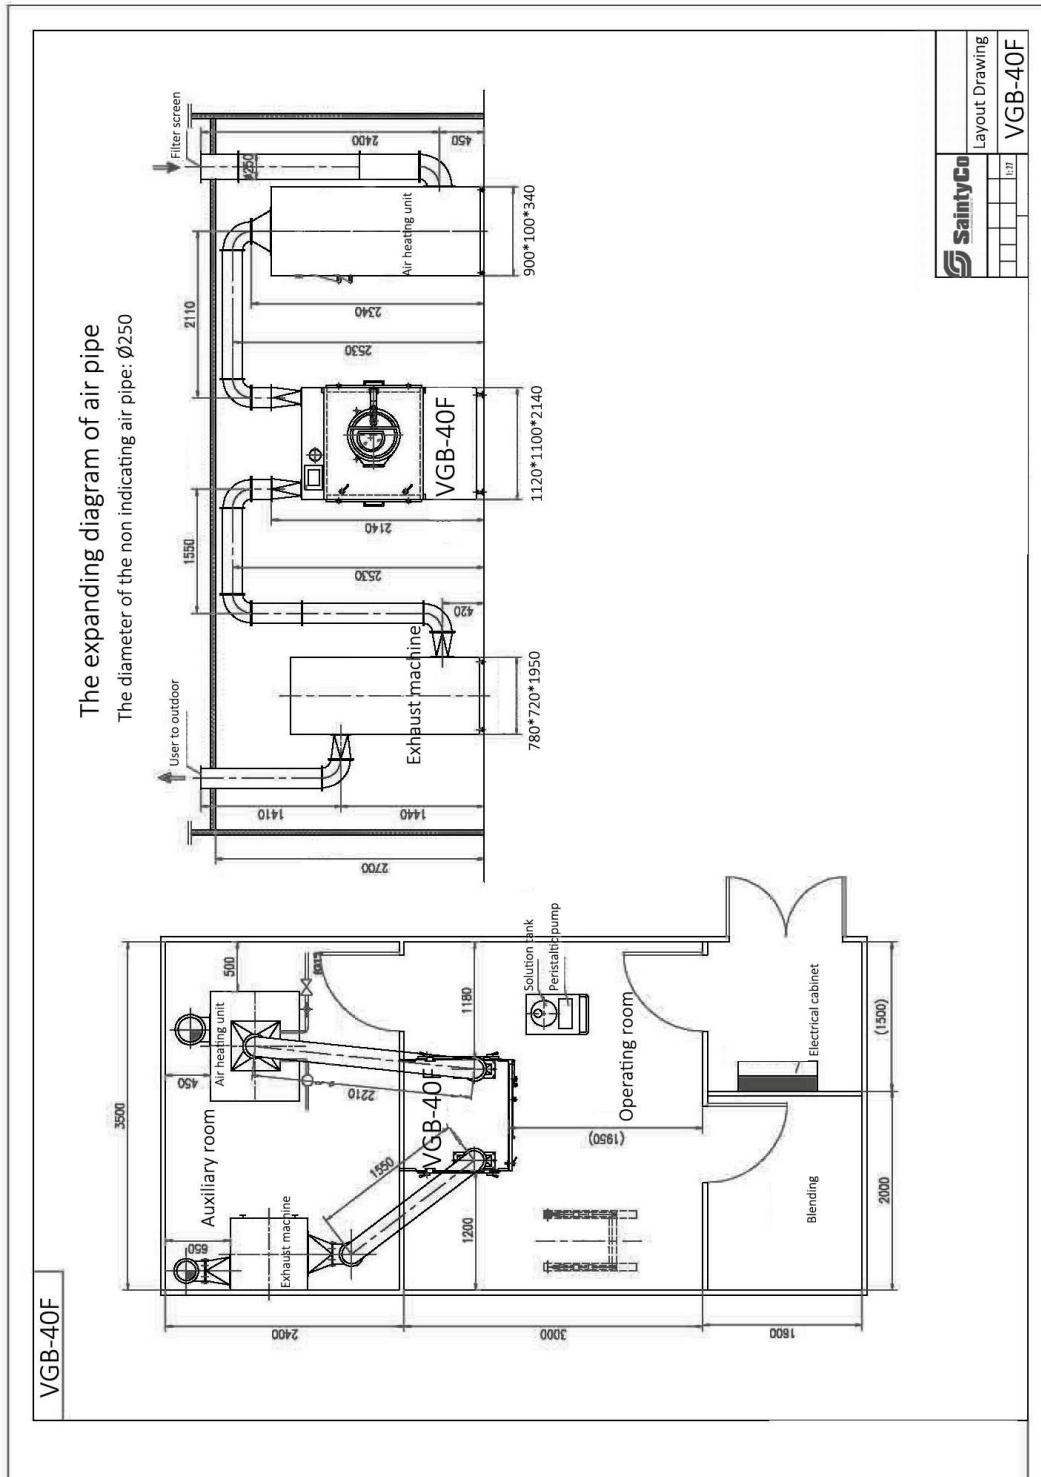 VGB-40F
The expanding diagram of air pipe
The diameter of the non indicating air pipe: Ø250
User to outdoor
Filter screen
1550
2110
Ø250
1410
1440
2700
2530
420
2140
2530
2340
2400
450
Exhaust machine
VGB-40F
Air heating unit
780*720*1950
1120*1100*2140
900*100*340
3500
650
450
500
Auxiliary room
Exhaust machine
Air heating unit
2400
1550
2210
VGB-40F
1200
1180
3000
(1950)
Operating room
Solution tank
Peristaltic pump
Blending
Electrical cabinet
1600
2000
(1500)
SaintyCo
Layout Drawing
1:27
VGB-40F